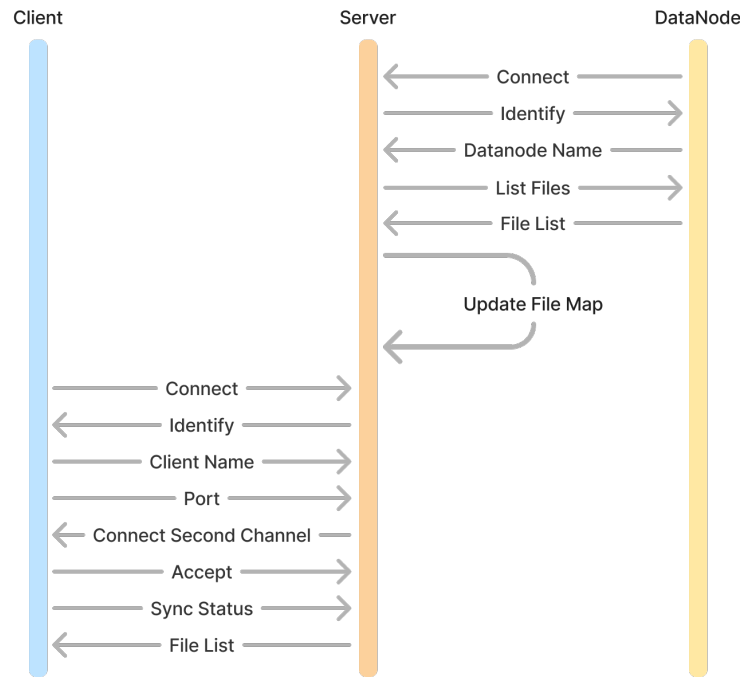 Client
Server
DataNode
Connect
Identify
Datanode Name
List Files
File List
Update File Map
Connect
Identify
Client Name
Port
Connect Second Channel
Accept
Sync Status
File List